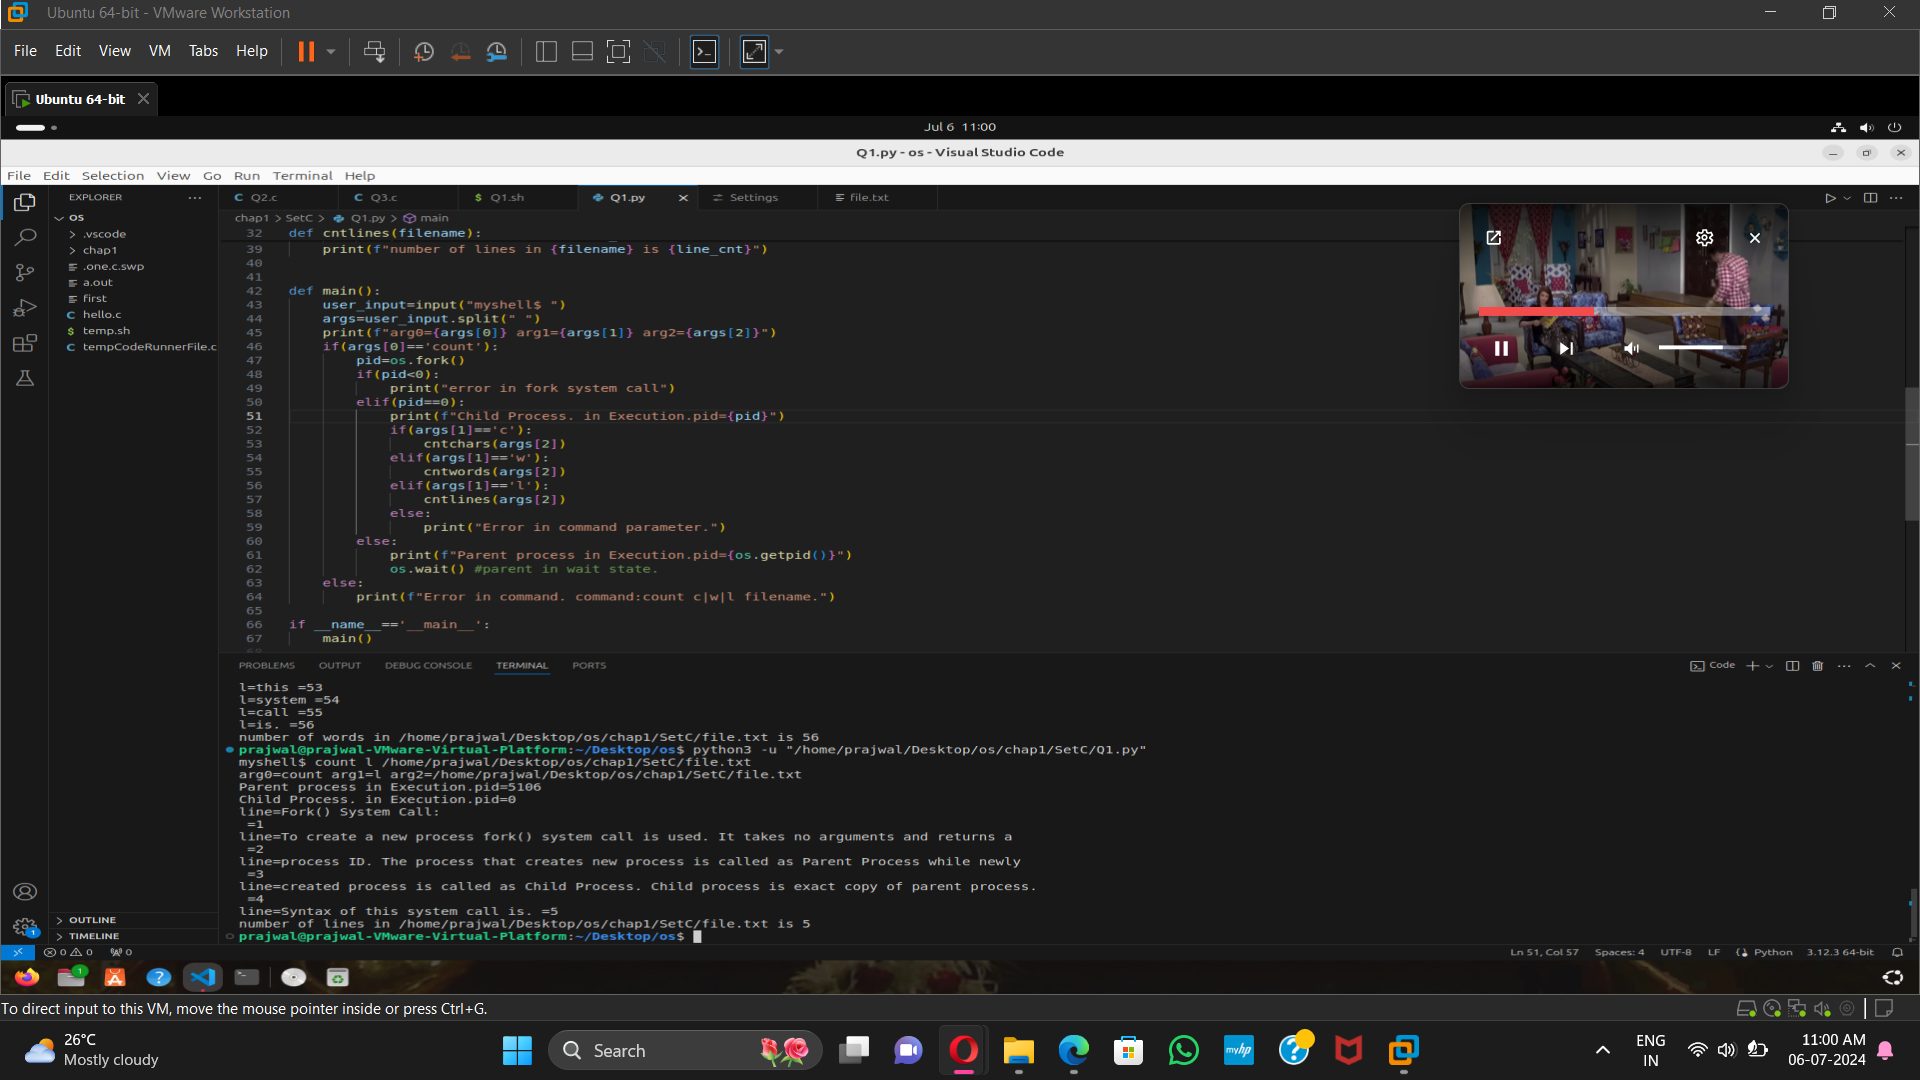 Ubuntu 64-bit - VMware Workstation
File Edit View VM Tabs Help
Ubuntu 64-bit
Jul 6 11:00
Q1.py - os - Visual Studio Code
File Edit Selection View Go Run Terminal Help
EXPLORER
OS
.vscode
chap1
.one.c.swp
a.out
first
hello.c
temp.sh
tempCodeRunnerFile.c
OUTLINE
TIMELINE
Q2.c Q3.c Q1.sh Q1.py Settings file.txt
chap1 > SetC > Q1.py > main
32 def cntlines(filename):
39 print(f"number of lines in {filename} is {line_cnt}")
40
41
42 def main():
43 user_input=input("myshell$ ")
44 args=user_input.split(" ")
45 print(f"arg0={args[0]} arg1={args[1]} arg2={args[2]}")
46 if(args[0]=='count'):
47 pid=os.fork()
48 if(pid<0):
49 print("error in fork system call")
50 elif(pid==0):
51 print(f"Child Process. in Execution.pid={pid}")
52 if(args[1]=='c'):
53 cntchars(args[2])
54 elif(args[1]=='w'):
55 cntwords(args[2])
56 elif(args[1]=='l'):
57 cntlines(args[2])
58 else:
59 print("Error in command parameter.")
60 else:
61 print(f"Parent process in Execution.pid={os.getpid()}")
62 os.wait() #parent in wait state.
63 else:
64 print(f"Error in command. command:count c|w|l filename.")
65
66 if __name__=='__main__':
67 main()
PROBLEMS OUTPUT DEBUG CONSOLE TERMINAL PORTS
Code
l=this =53
l=system =54
l=call =55
l=is. =56
number of words in /home/prajwal/Desktop/os/chap1/SetC/file.txt is 56
prajwal@prajwal-VMware-Virtual-Platform:~/Desktop/os$ python3 -u "/home/prajwal/Desktop/os/chap1/SetC/Q1.py"
myshell$ count l /home/prajwal/Desktop/os/chap1/SetC/file.txt
arg0=count arg1=l arg2=/home/prajwal/Desktop/os/chap1/SetC/file.txt
Parent process in Execution.pid=5106
Child Process. in Execution.pid=0
line=Fork() System Call:
=1
line=To create a new process fork() system call is used. It takes no arguments and returns a
=2
line=process ID. The process that creates new process is called as Parent Process while newly
=3
line=created process is called as Child Process. Child process is exact copy of parent process.
=4
line=Syntax of this system call is. =5
number of lines in /home/prajwal/Desktop/os/chap1/SetC/file.txt is 5
prajwal@prajwal-VMware-Virtual-Platform:~/Desktop/os$
0 0 0 Ln 51, Col 57 Spaces: 4 UTF-8 LF Python 3.12.3 64-bit
To direct input to this VM, move the mouse pointer inside or press Ctrl+G.
26°C
Mostly cloudy
Search
myhp
ENG
IN
11:00 AM
06-07-2024